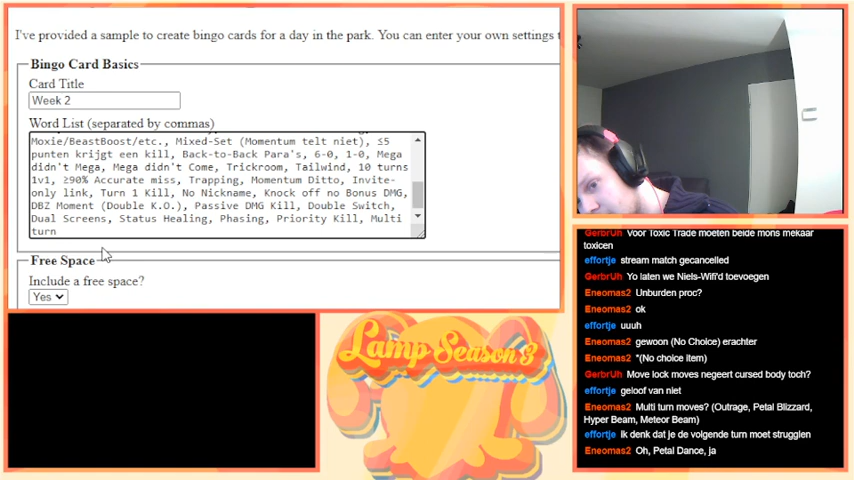 I've provided a sample to create bingo cards for a day in the park. You can enter your own settings t
Bingo Card Basics
Card Title
Week 2
Word List (separated by commas)
Moxie/BeastBoost/etc., Mixed-Set (Momentum telt niet), ≤5
punten krijgt een kill, Back-to-Back Para's, 6-0, 1-0, Mega
didn't Mega, Mega didn't Come, Trickroom, Tailwind, 10 turns
1v1, ≥90% Accurate miss, Trapping, Momentum Ditto, Invite-
only link, Turn 1 Kill, No Nickname, Knock off no Bonus DMG,
DBZ Moment (Double K.O.), Passive DMG Kill, Double Switch,
Dual Screens, Status Healing, Phasing, Priority Kill, Multi
turn
Free Space
Include a free space?
Yes
Lamp Season 3
GerbrUh Voor Toxic Trade moeten beide mons mekaar
toxicen
effortje stream match gecancelled
GerbrUh Yo laten we Niels-Wifi'd toevoegen
Eneomas2 Unburden proc?
Eneomas2 ok
effortje uuuh
Eneomas2 gewoon (No Choice) erachter
Eneomas2 *(No choice item)
GerbrUh Move lock moves negeert cursed body toch?
effortje geloof van niet
Eneomas2 Multi turn moves? (Outrage, Petal Blizzard,
Hyper Beam, Meteor Beam)
effortje Ik denk dat je de volgende turn moet strugglen
Eneomas2 Oh, Petal Dance, ja